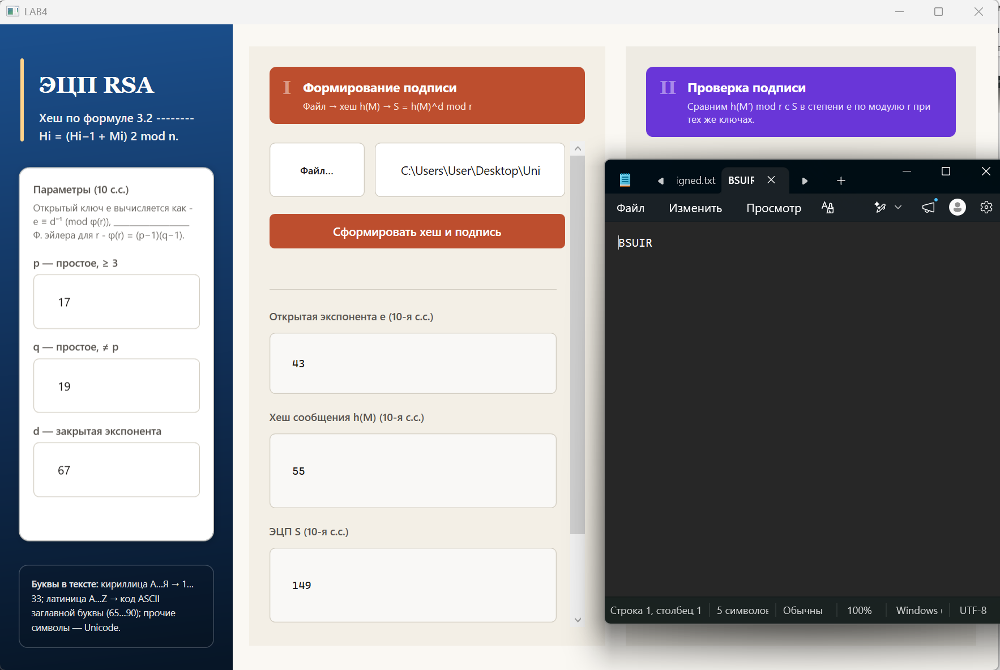 LAB4
ЭЦП RSA
Хеш по формуле 3.2 --------
Hi = (Hi−1 + Mi) 2 mod n.
Параметры (10 с.с.)
Открытый ключ e вычисляется как -
e ≡ d⁻¹ (mod φ(r)), ________________
Ф. эйлера для r - φ(r) = (p−1)(q−1).
p — простое, ≥ 3
17
q — простое, ≠ p
19
d — закрытая экспонента
67
Буквы в тексте: кириллица А…Я → 1…
33; латиница A…Z → код ASCII
заглавной буквы (65…90); прочие
символы — Unicode.
I Формирование подписи
Файл → хеш h(M) → S = h(M)^d mod r
Файл…
C:\Users\User\Desktop\Uni
Сформировать хеш и подпись
Открытая экспонента e (10-я с.с.)
43
Хеш сообщения h(M) (10-я с.с.)
55
ЭЦП S (10-я с.с.)
149
II Проверка подписи
Сравним h(M′) mod r с S в степени e по модулю r при
тех же ключах.
gned.txt
BSUIR
Файл Изменить Просмотр
BSUIR
Строка 1, столбец 1
5 символов
Обычны
100%
Windows
UTF-8